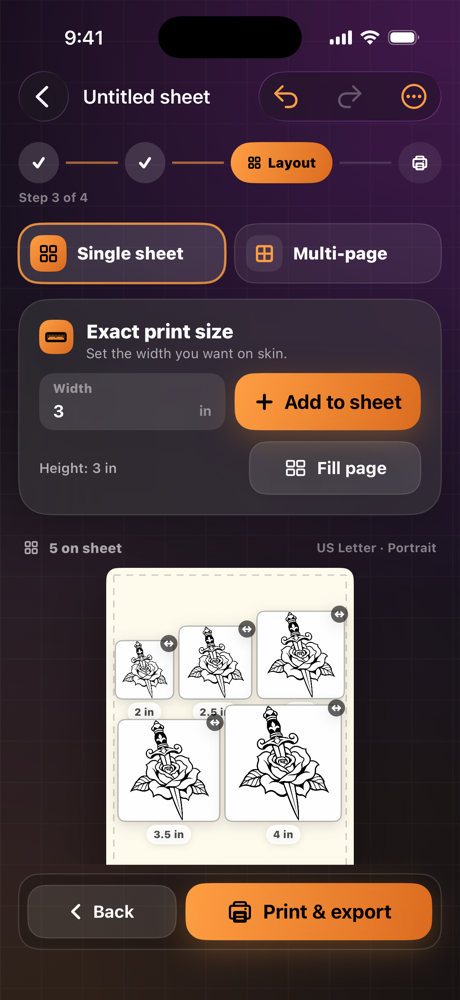 9:41
Untitled sheet
Layout
Step 3 of 4
Single sheet
Multi-page
Exact print size
Set the width you want on skin.
Width
3 in
Add to sheet
Height: 3 in
Fill page
5 on sheet
US Letter · Portrait
2 in
2.5 in
3.5 in
4 in
Back
Print & export